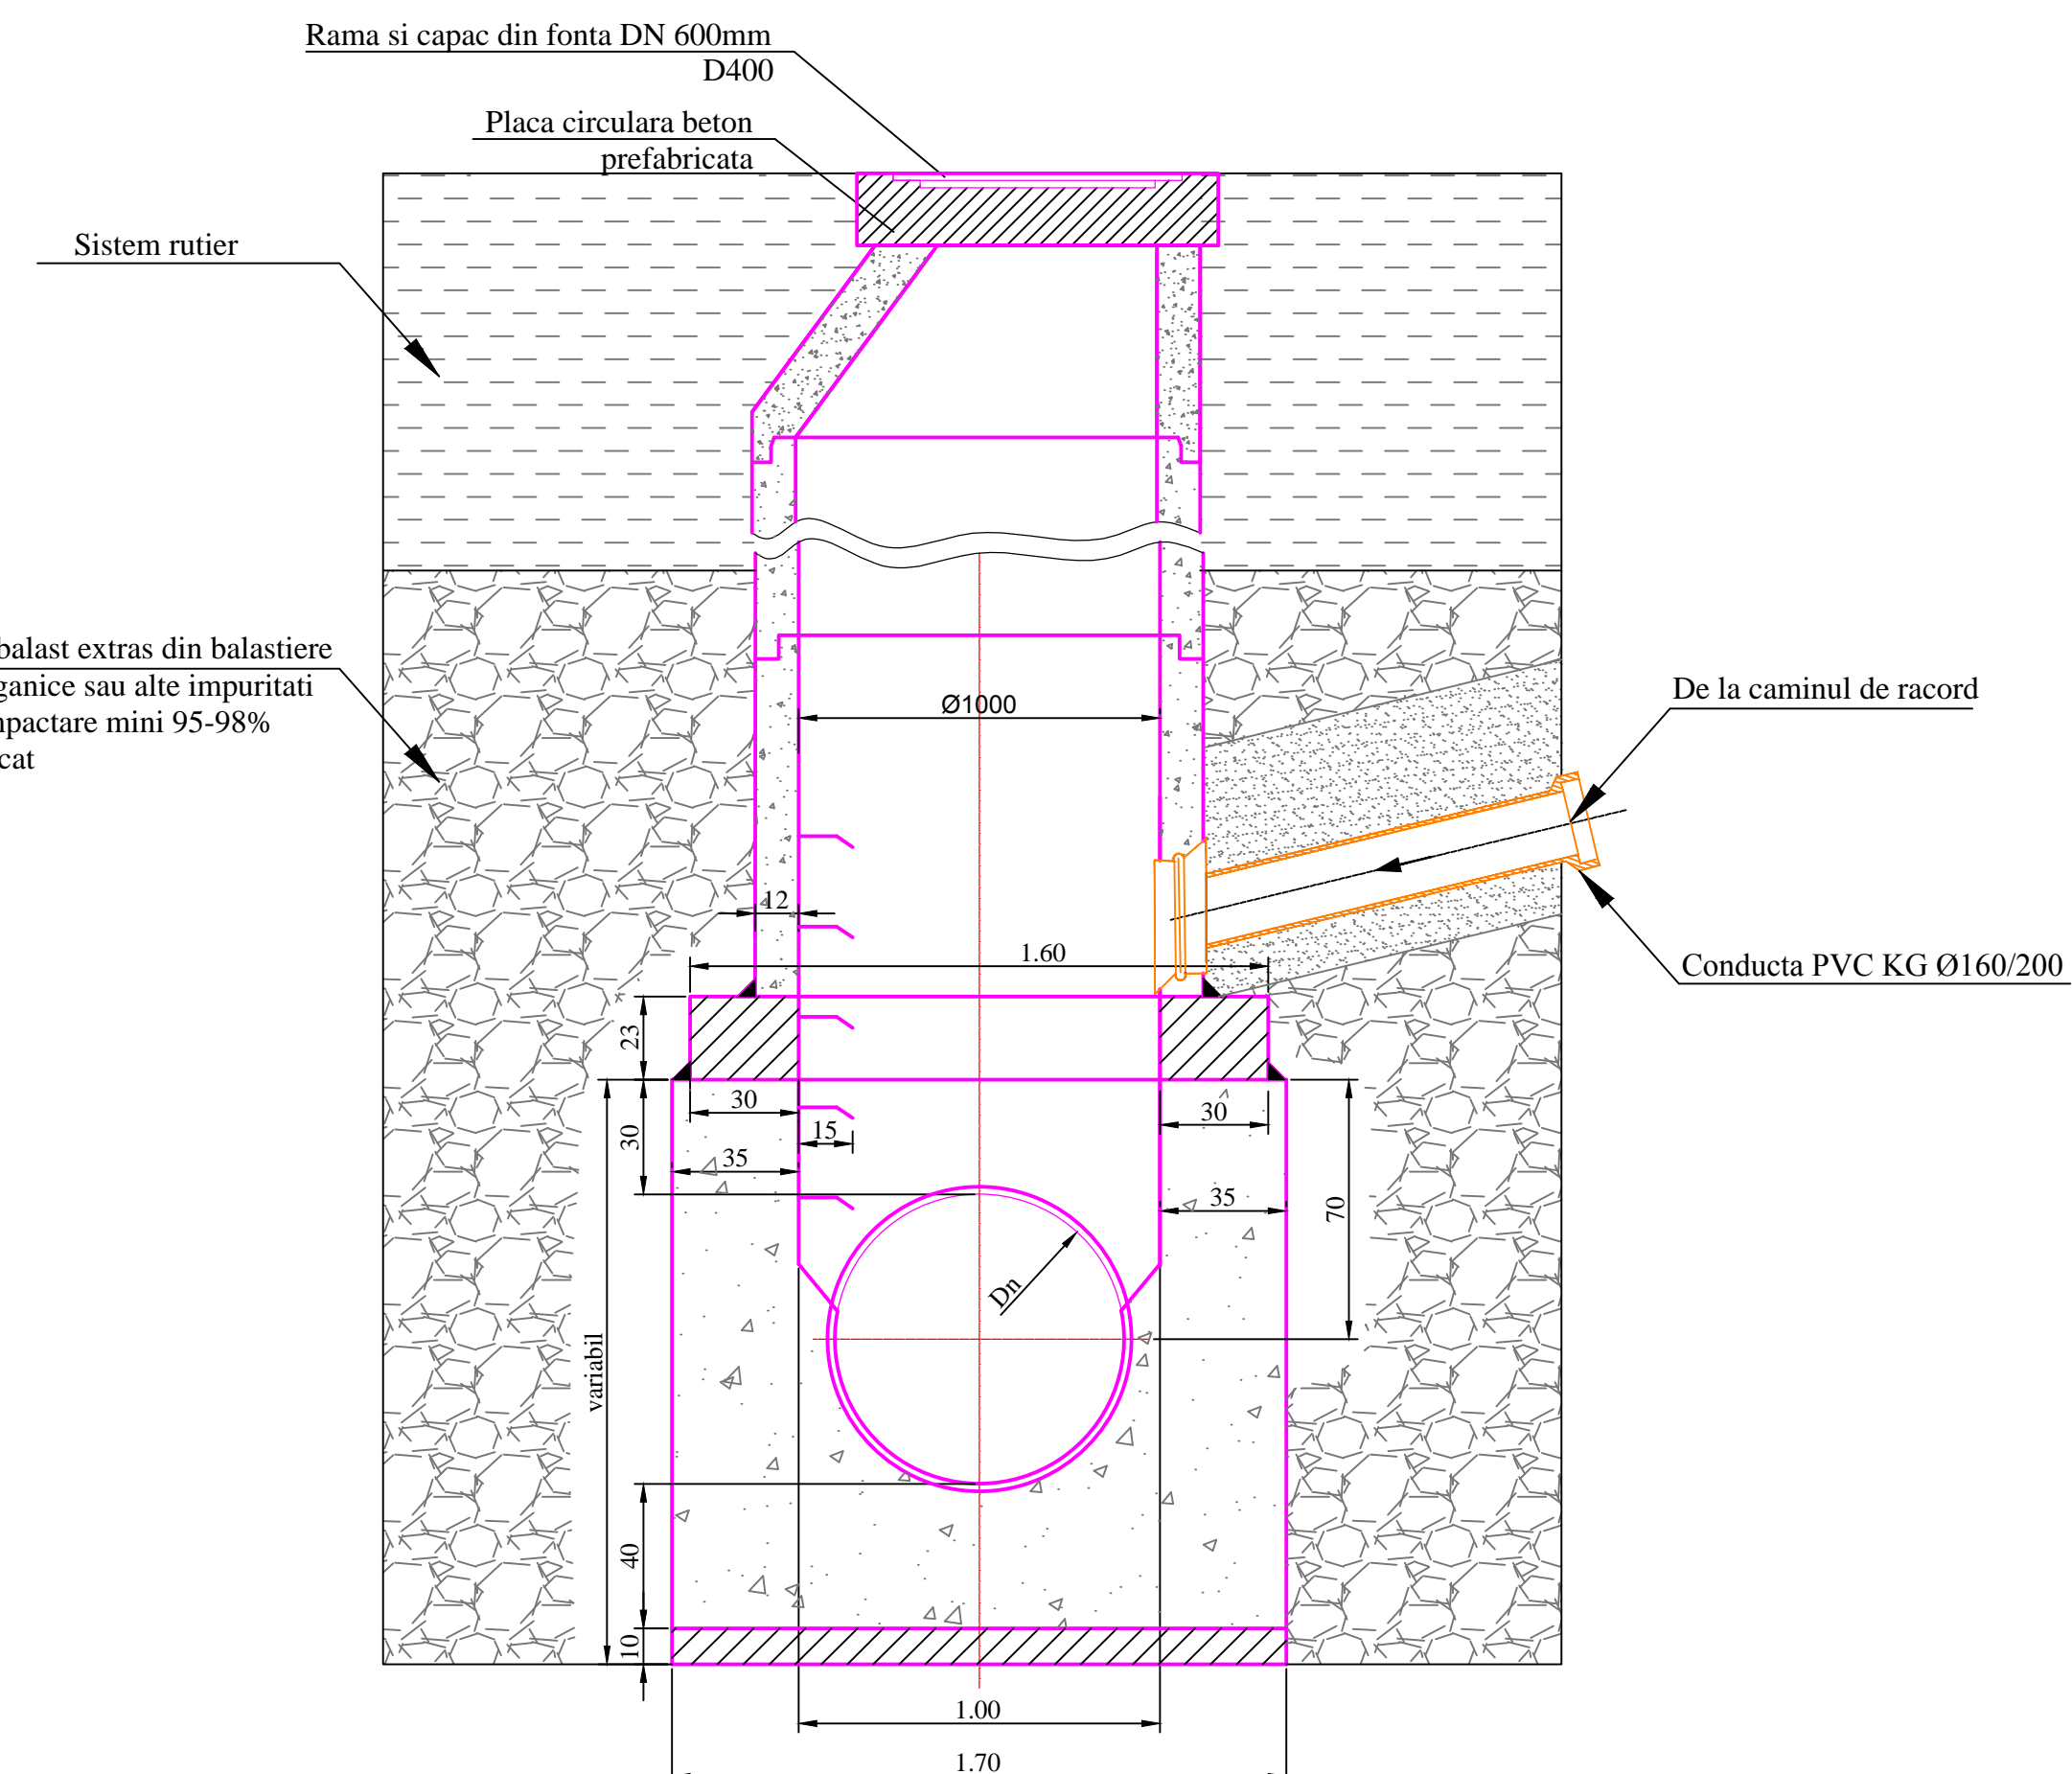 Rama si capac din fonta DN 600mm
D400
Placa circulara beton
prefabricata
Sistem rutier
balast extras din balastiere
ganice sau alte impuritati
mpactare mini 95-98%
cat
Ø1000
De la caminul de racord
12
1.60
Conducta PVC KG Ø160/200
23
30
30
30
15
35
35
70
Dn
variabil
40
10
1.00
1.70